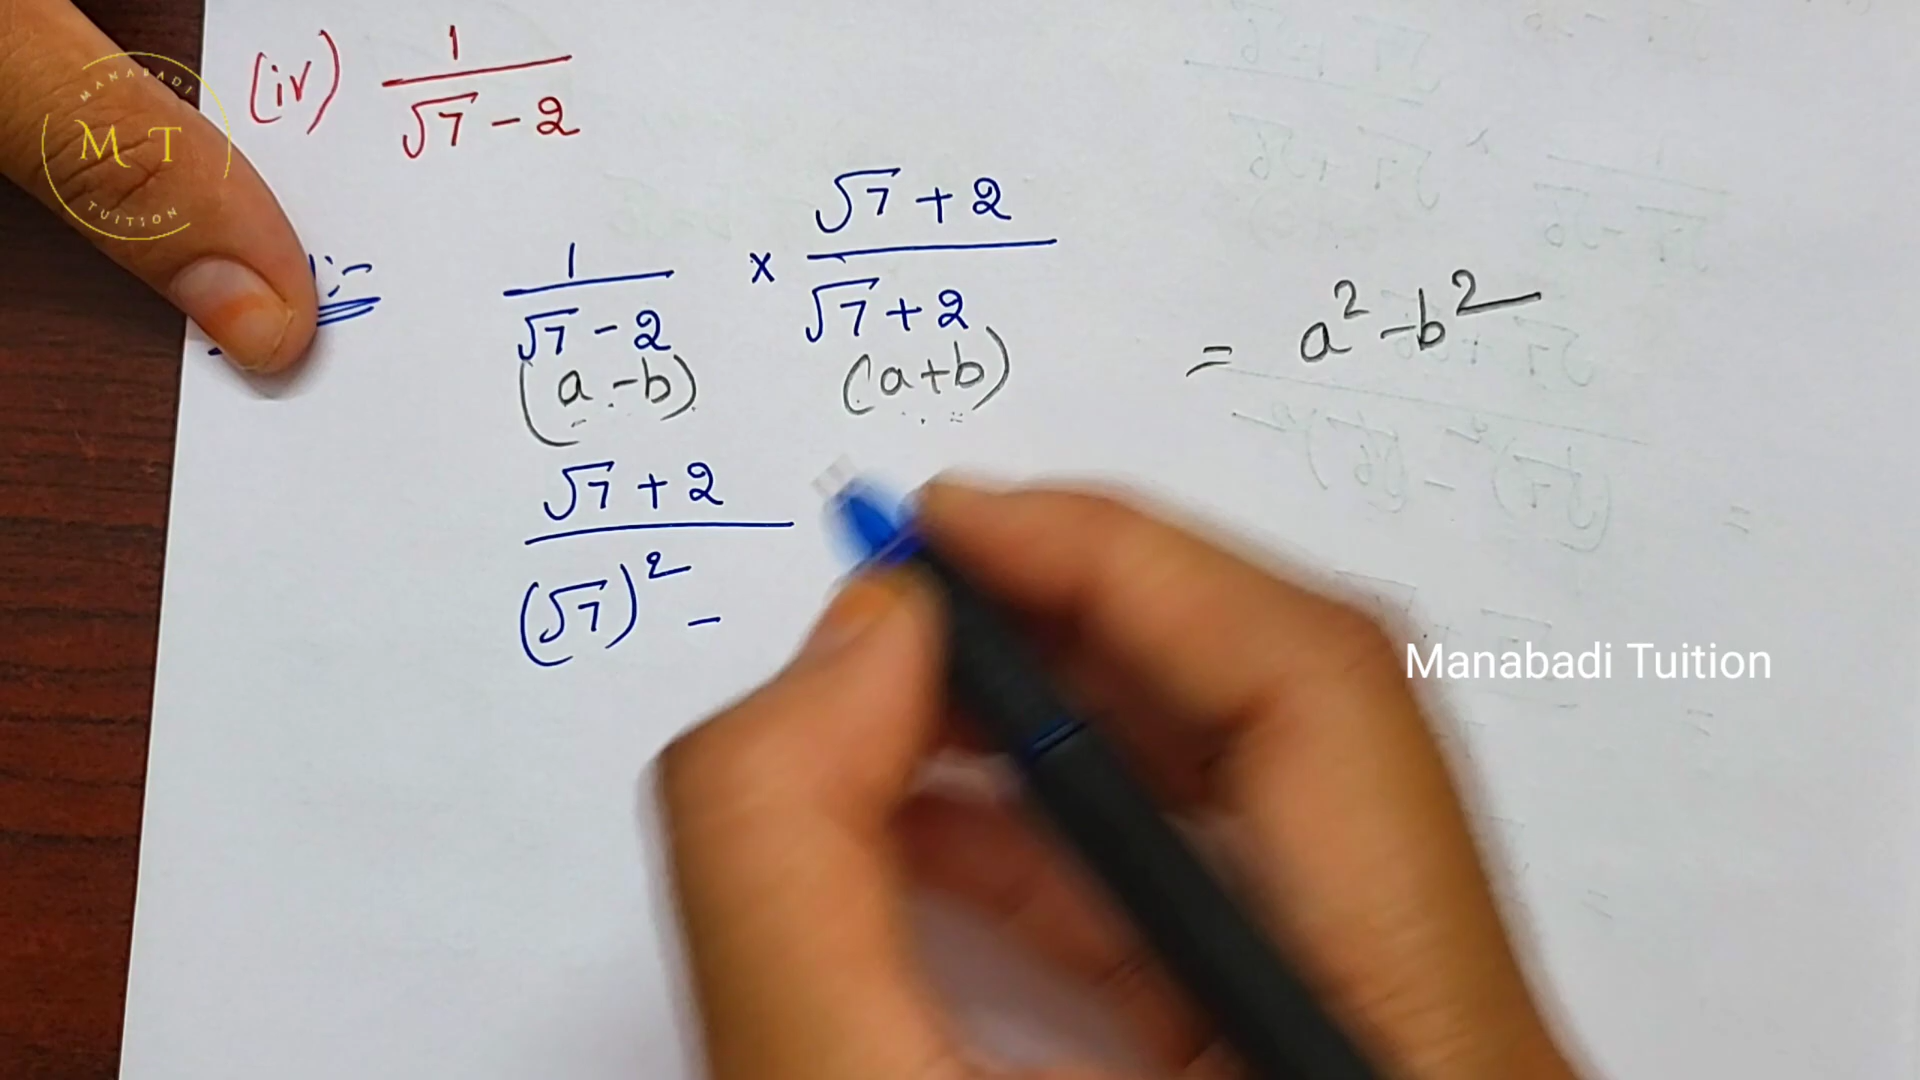 MANABADI
M T
TUITION
(iv) 1/(√7 - 2)
:-
1/(√7 - 2) x (√7 + 2)/(√7 + 2)
(a - b) (a + b) = a² - b²
(√7 + 2)/(√7)² -
Manabadi Tuition